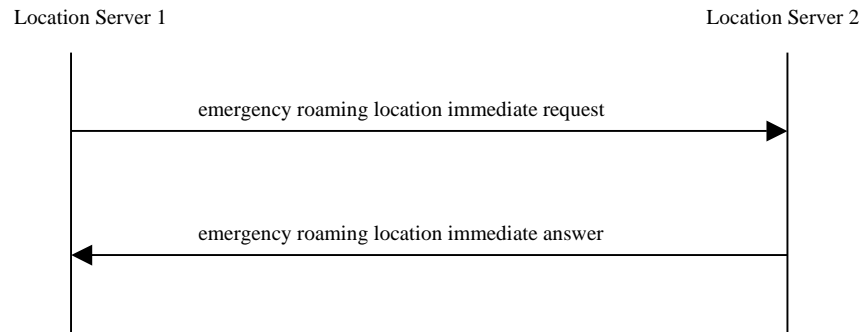 Location Server 1
Location Server 2
emergency roaming location immediate request
emergency roaming location immediate answer